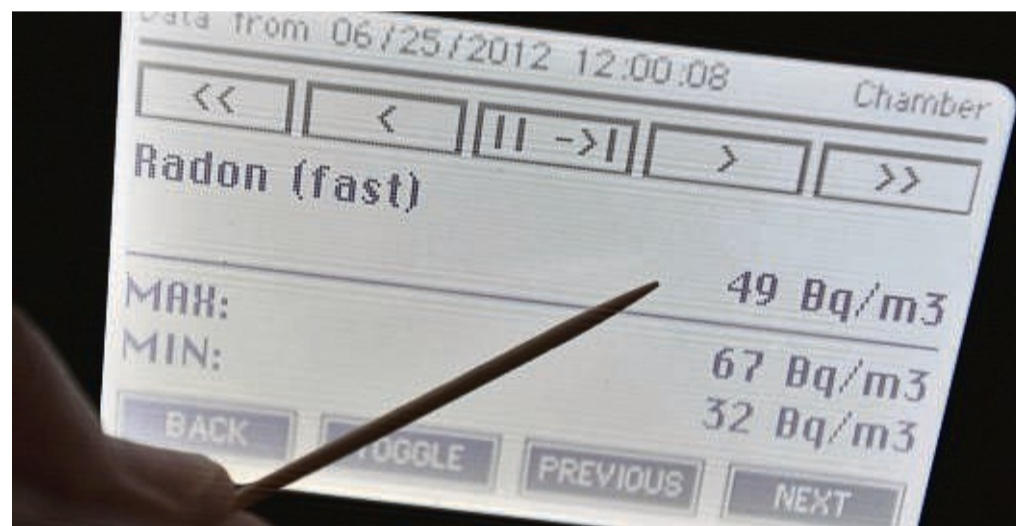 Data from 06/25/2012 12:00:08 Chamber
<< < || ->| > >>
Radon (fast)
49 Bq/m3
MAX: 67 Bq/m3
MIN: 32 Bq/m3
BACK TOGGLE PREVIOUS NEXT